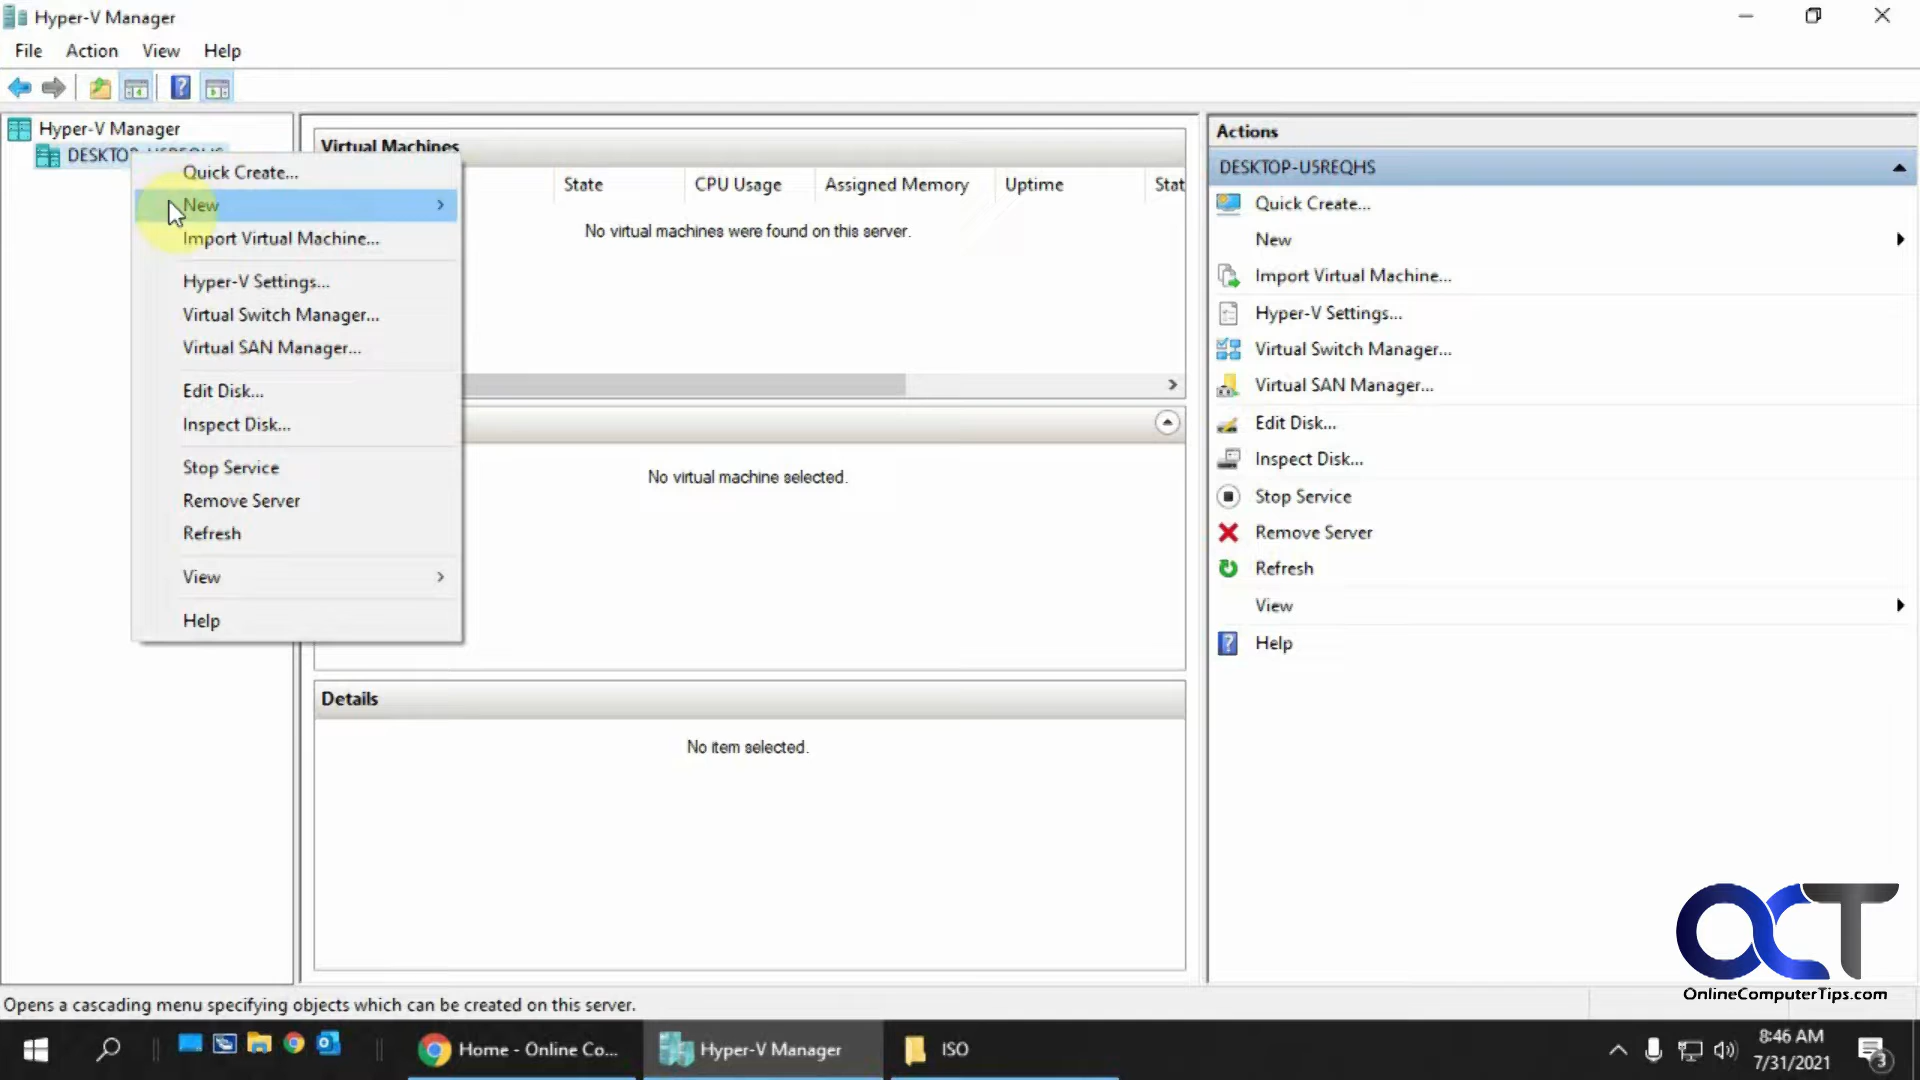 Hyper-V Manager
File Action View Help
Hyper-V Manager
Virtual Machines
State CPU Usage Assigned Memory Uptime Stat
No virtual machines were found on this server.
Quick Create...
New
Import Virtual Machine...
Hyper-V Settings...
Virtual Switch Manager...
Virtual SAN Manager...
Edit Disk...
Inspect Disk...
Stop Service
Remove Server
Refresh
View
Help
No virtual machine selected.
Details
No item selected.
Actions
DESKTOP-U5REQHS
Quick Create...
New
Import Virtual Machine...
Hyper-V Settings...
Virtual Switch Manager...
Virtual SAN Manager...
Edit Disk...
Inspect Disk...
Stop Service
Remove Server
Refresh
View
Help
OCT
OnlineComputerTips.com
Opens a cascading menu specifying objects which can be created on this server.
Home - Online Co...
Hyper-V Manager
ISO
8:46 AM
7/31/2021
3